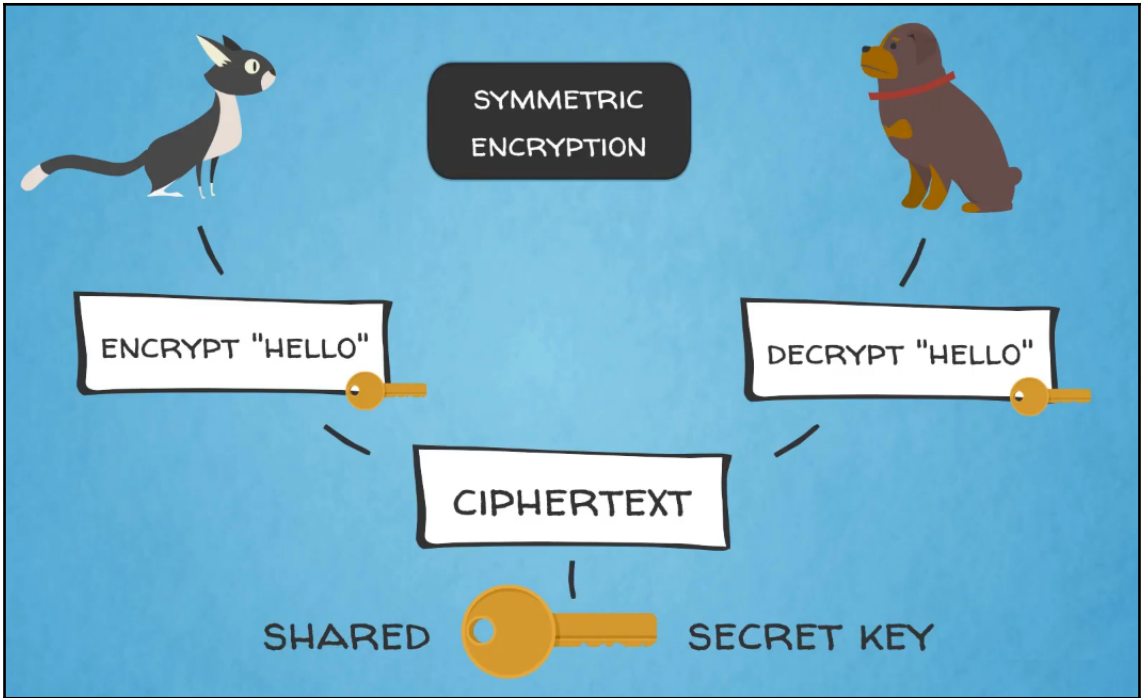 SYMMETRIC
ENCRYPTION
ENCRYPT "HELLO"
DECRYPT "HELLO"
CIPHERTEXT
SHARED SECRET KEY